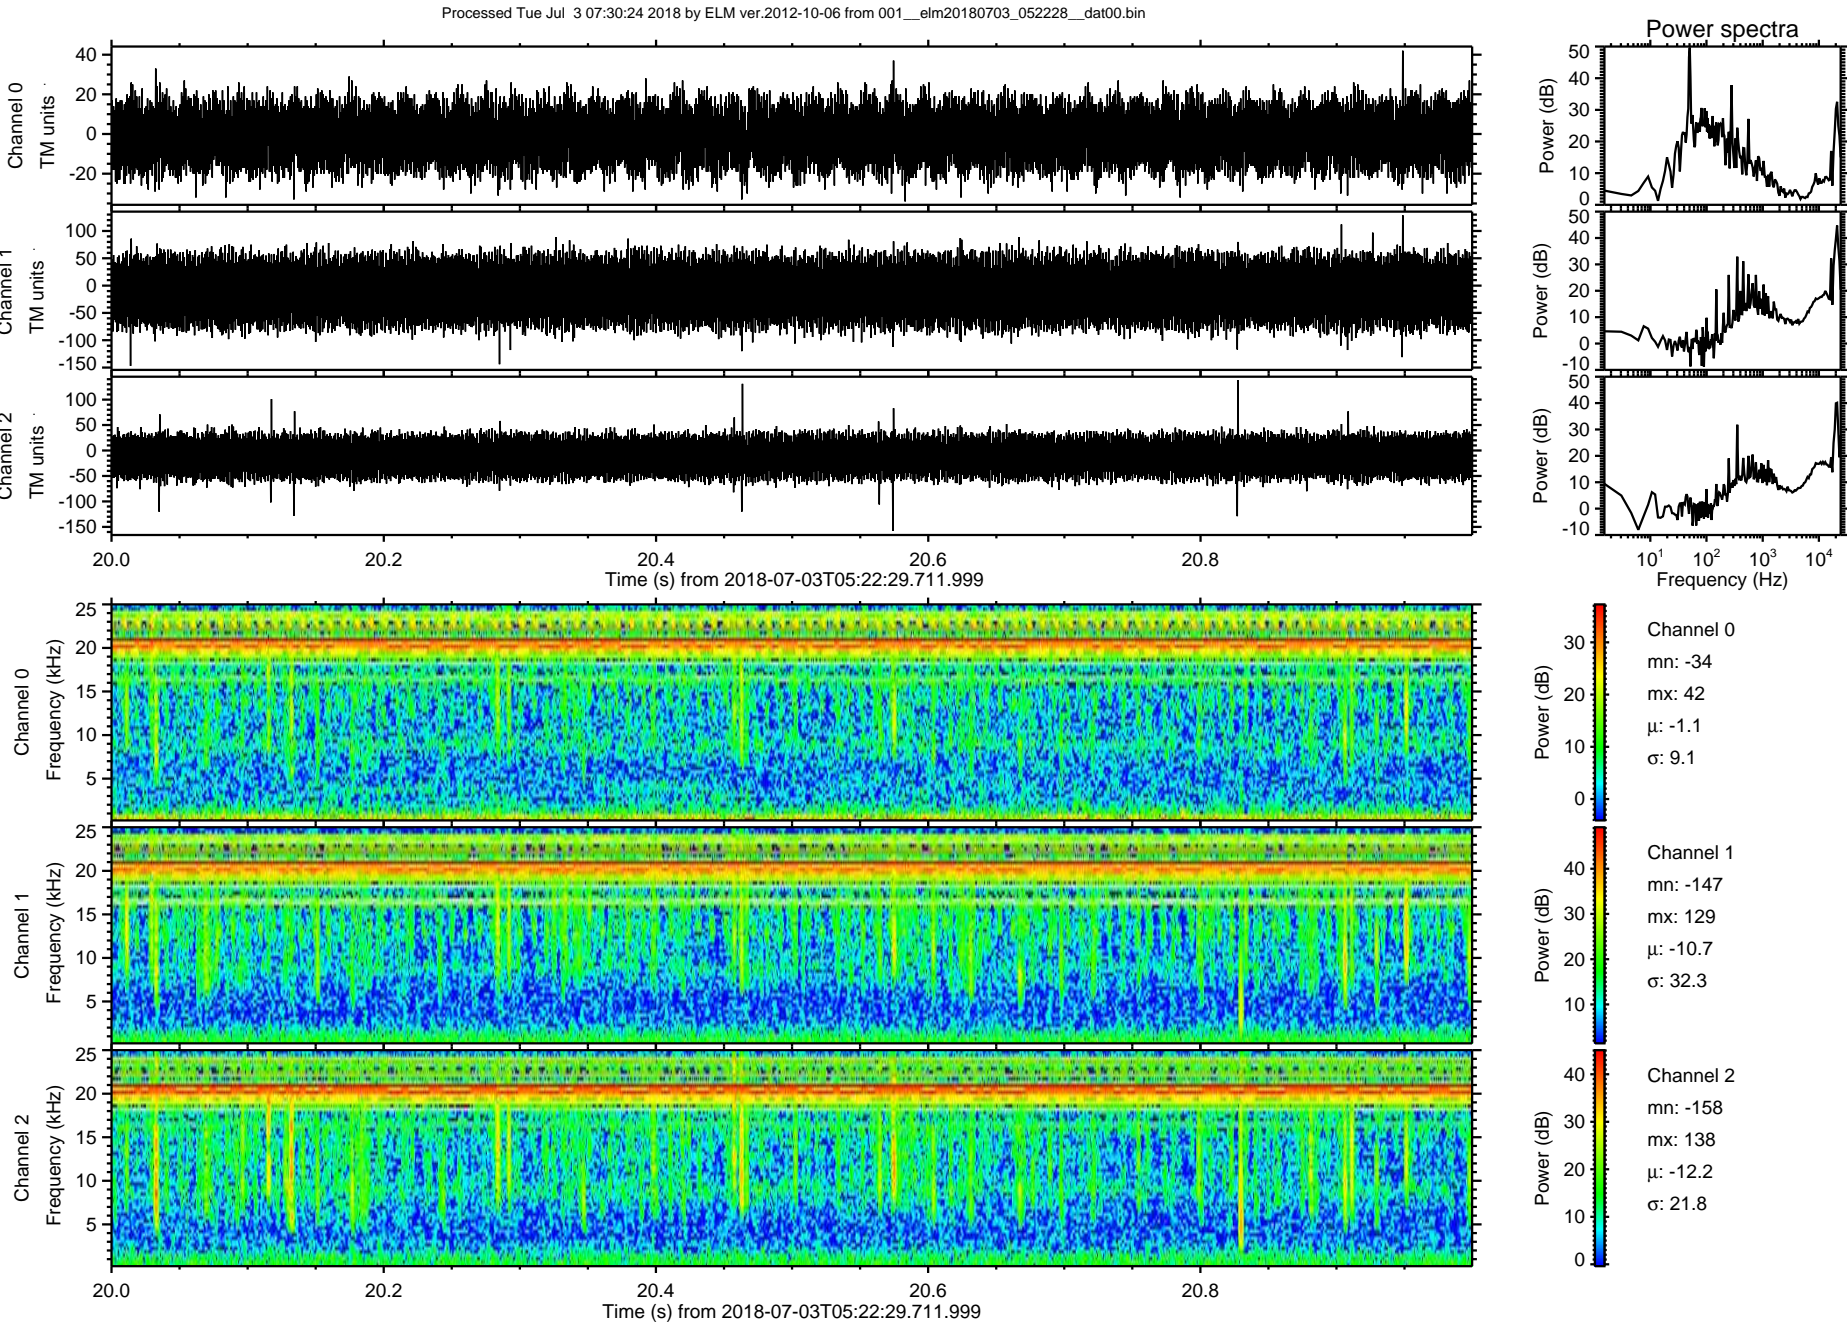 Processed Tue Jul  3 07:30:24 2018 by ELM ver.2012-10-06 from 001__elm20180703_052228__dat00.bin
Power spectra
Channel 0
TM units
40
20
0
-20
Power (dB)
50
40
30
20
10
0
Channel 1
TM units
100
50
0
-50
-100
-150
Power (dB)
50
40
30
20
10
0
-10
Channel 2
TM units
100
50
0
-50
-100
-150
Power (dB)
50
40
30
20
10
0
-10
20.0 20.2 20.4 20.6 20.8
Time (s) from 2018-07-03T05:22:29.711.999
10^1 10^2 10^3 10^4
Frequency (Hz)
Channel 0
Frequency (kHz)
25
20
15
10
5
Power (dB)
30
20
10
0
Channel 0
mn: -34
mx: 42
μ: -1.1
σ: 9.1
Channel 1
Frequency (kHz)
25
20
15
10
5
Power (dB)
40
30
20
10
Channel 1
mn: -147
mx: 129
μ: -10.7
σ: 32.3
Channel 2
Frequency (kHz)
25
20
15
10
5
Power (dB)
40
30
20
10
0
Channel 2
mn: -158
mx: 138
μ: -12.2
σ: 21.8
20.0 20.2 20.4 20.6 20.8
Time (s) from 2018-07-03T05:22:29.711.999